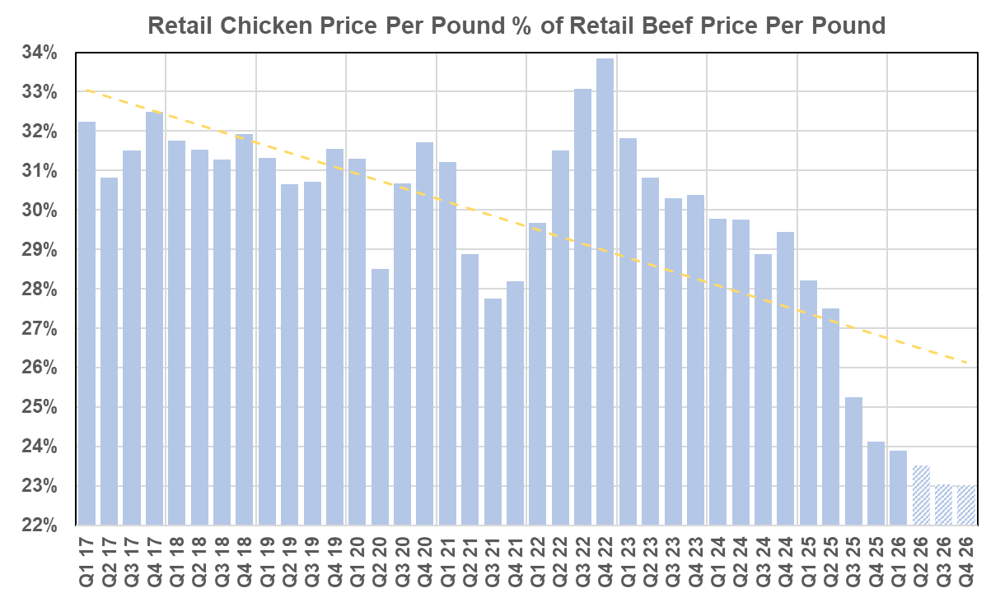 Retail Chicken Price Per Pound % of Retail Beef Price Per Pound
34%
33%
32%
31%
30%
29%
28%
27%
26%
25%
24%
23%
22%
Q1 17
Q2 17
Q3 17
Q4 17
Q1 18
Q2 18
Q3 18
Q4 18
Q1 19
Q2 19
Q3 19
Q4 19
Q1 20
Q2 20
Q3 20
Q4 20
Q1 21
Q2 21
Q3 21
Q4 21
Q1 22
Q2 22
Q3 22
Q4 22
Q1 23
Q2 23
Q3 23
Q4 23
Q1 24
Q2 24
Q3 24
Q4 24
Q1 25
Q2 25
Q3 25
Q4 25
Q1 26
Q2 26
Q3 26
Q4 26